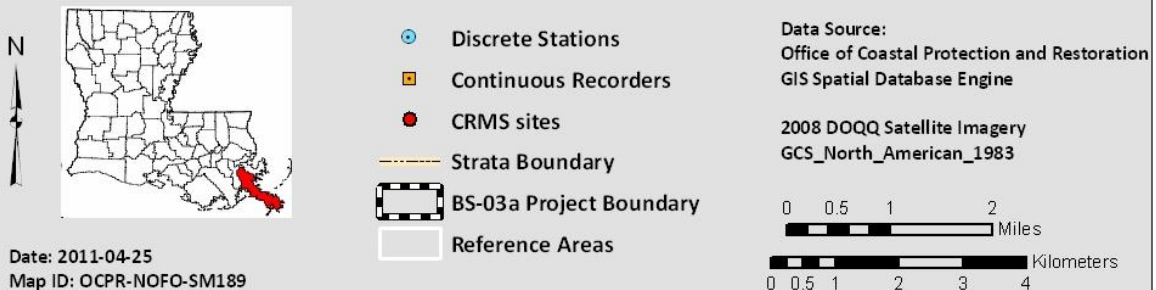 N
Date: 2011-04-25
Map ID: OCPR-NOFO-SM189
Discrete Stations
Continuous Recorders
CRMS sites
Strata Boundary
BS-03a Project Boundary
Reference Areas
Data Source:
Office of Coastal Protection and Restoration
GIS Spatial Database Engine
2008 DOQQ Satellite Imagery
GCS_North_American_1983
0 0.5 1 2
Miles
Kilometers
0 0.5 1 2 3 4